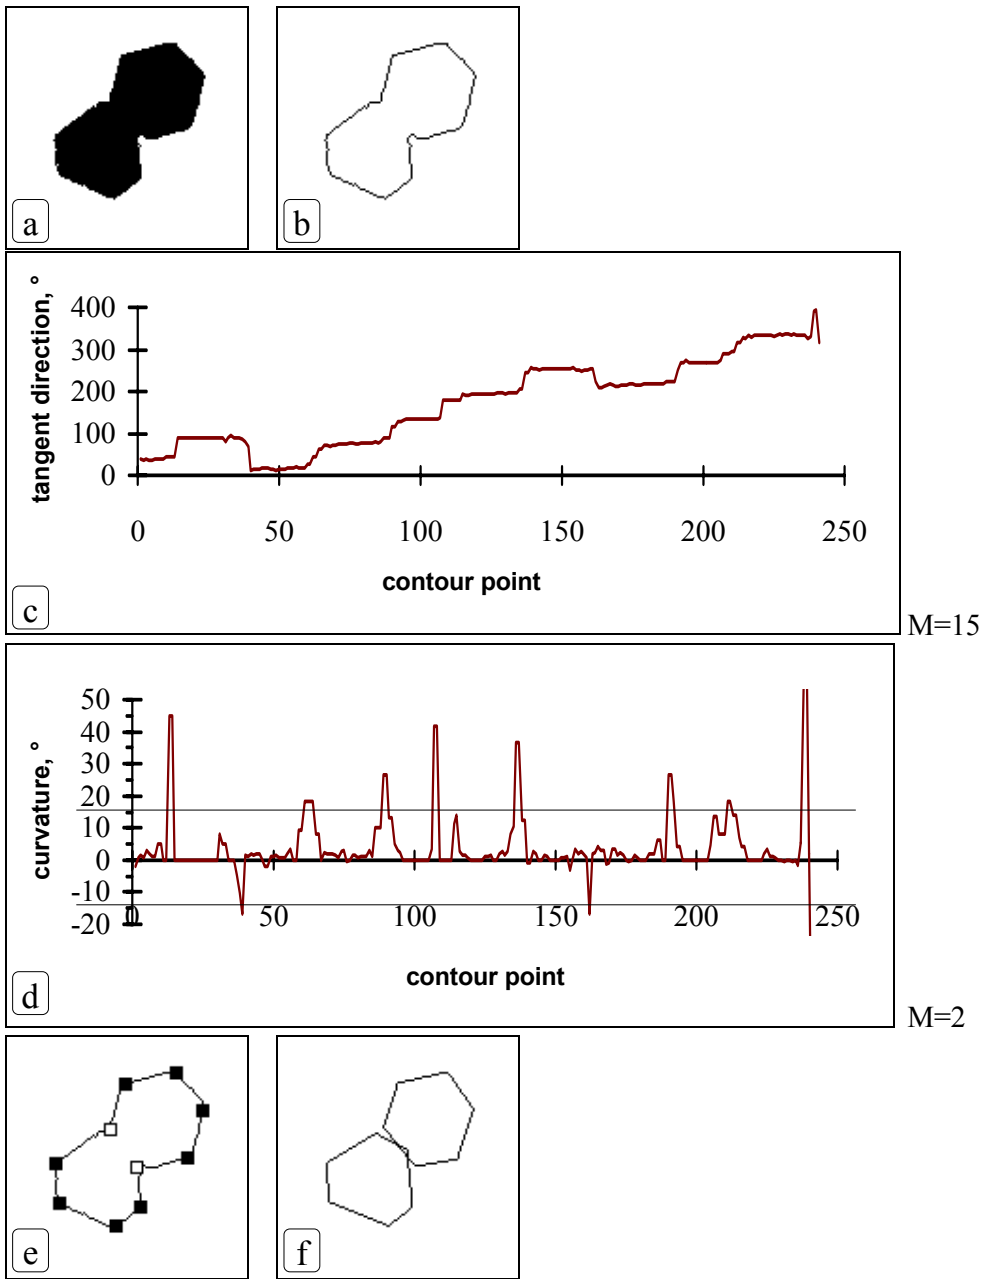 a
b
tangent direction, °
400
300
200
100
0
0 50 100 150 200 250
contour point
c
M=15
curvature, °
50
40
30
20
10
0
-10
-20
0 50 100 150 200 250
contour point
d
M=2
e
f